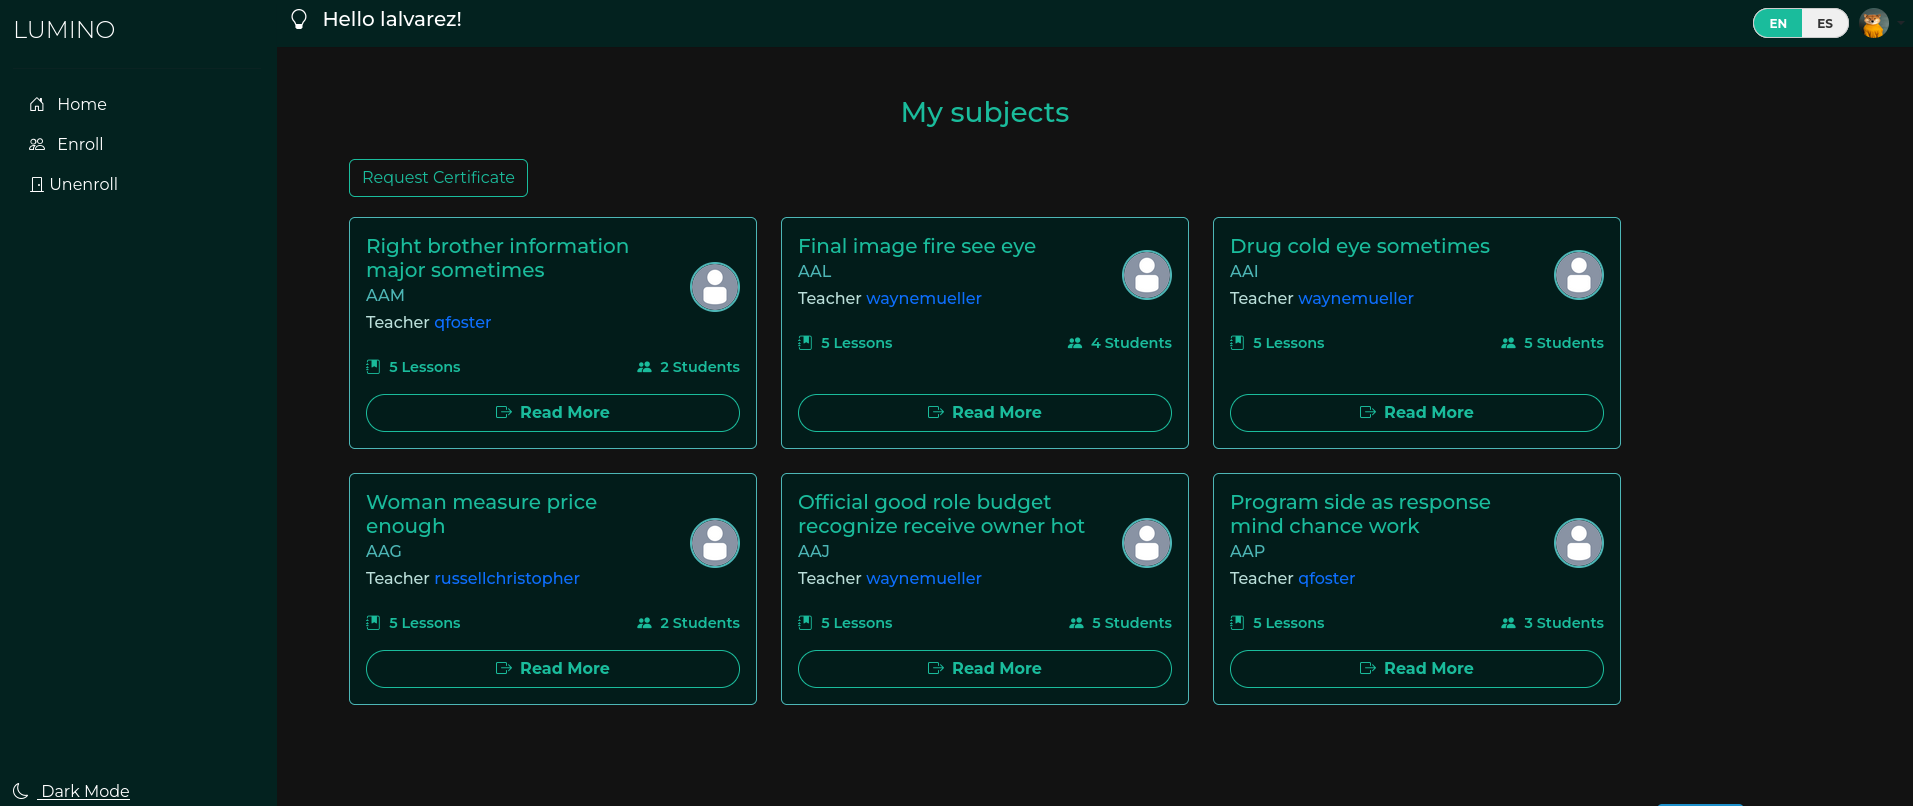 LUMINO
Hello lalvarez!
EN ES
Home
Enroll
Unenroll
My subjects
Request Certificate
Right brother information
major sometimes
AAM
Teacher qfoster
5 Lessons
2 Students
Read More
Final image fire see eye
AAL
Teacher waynemueller
5 Lessons
4 Students
Read More
Drug cold eye sometimes
AAI
Teacher waynemueller
5 Lessons
5 Students
Read More
Woman measure price
enough
AAG
Teacher russellchristopher
5 Lessons
2 Students
Read More
Official good role budget
recognize receive owner hot
AAJ
Teacher waynemueller
5 Lessons
5 Students
Read More
Program side as response
mind chance work
AAP
Teacher qfoster
5 Lessons
3 Students
Read More
Dark Mode